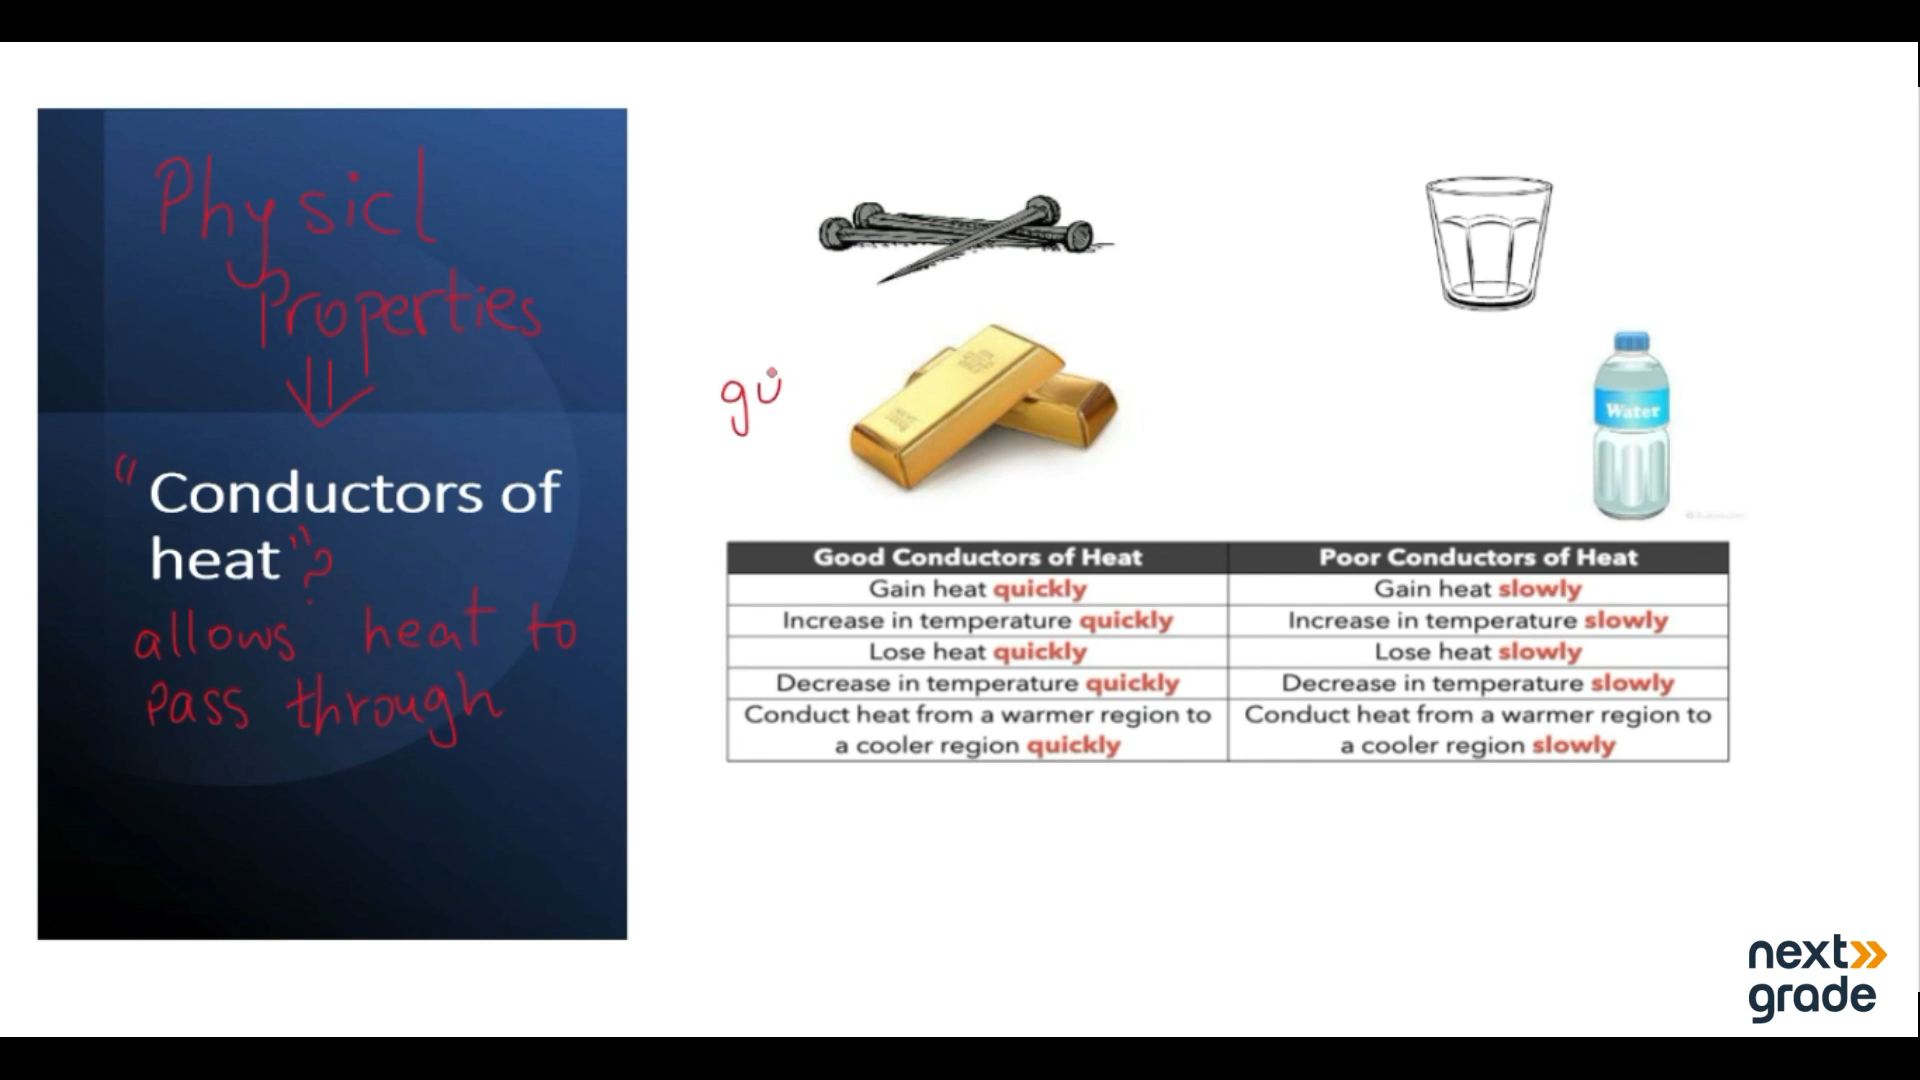 Physicl
Properties
"Conductors of
heat"?
allows heat to
pass through
Water
Good Conductors of Heat
Poor Conductors of Heat
Gain heat quickly
Gain heat slowly
Increase in temperature quickly
Increase in temperature slowly
Lose heat quickly
Lose heat slowly
Decrease in temperature quickly
Decrease in temperature slowly
Conduct heat from a warmer region to
a cooler region quickly
Conduct heat from a warmer region to
a cooler region slowly
next
grade